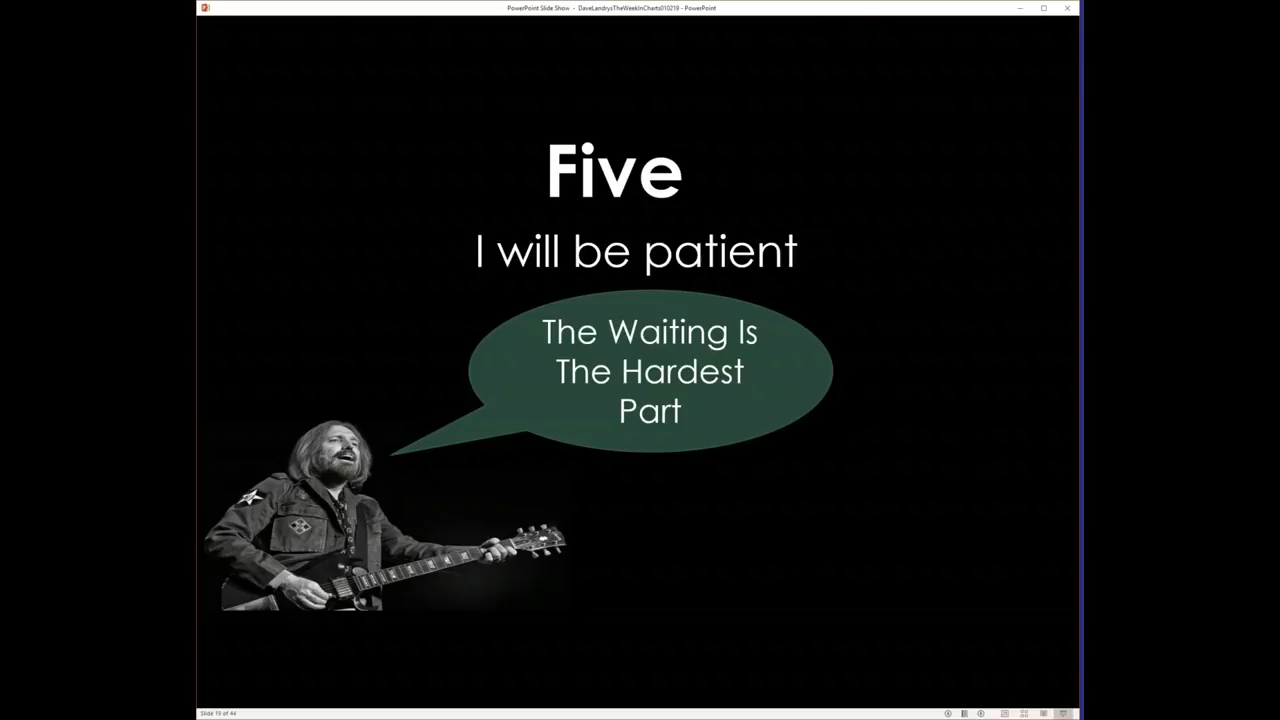 PowerPoint Slide Show - DaveLandrysTheWeekInCharts010219 - PowerPoint
Five
I will be patient
The Waiting Is
The Hardest
Part
Slide 19 of 44